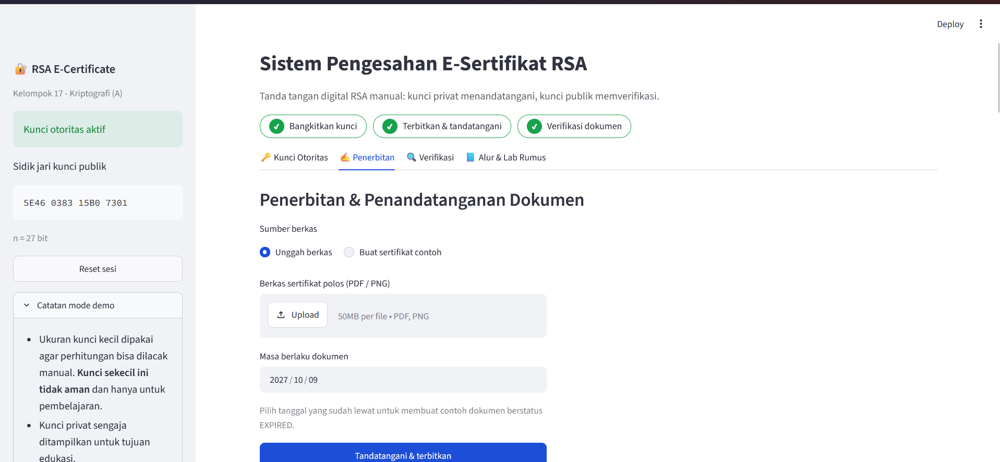 Deploy
RSA E-Certificate
Kelompok 17 - Kriptografi (A)
Kunci otoritas aktif
Sidik jari kunci publik
5E46 0383 15B0 7301
n = 27 bit
Reset sesi
Catatan mode demo
Ukuran kunci kecil dipakai
agar perhitungan bisa dilacak
manual. Kunci sekecil ini
tidak aman dan hanya untuk
pembelajaran.
Kunci privat sengaja
ditampilkan untuk tujuan
edukasi.
Sistem Pengesahan E-Sertifikat RSA
Tanda tangan digital RSA manual: kunci privat menandatangani, kunci publik memverifikasi.
Bangkitkan kunci Terbitkan & tandatangani Verifikasi dokumen
Kunci Otoritas Penerbitan Verifikasi Alur & Lab Rumus
Penerbitan & Penandatanganan Dokumen
Sumber berkas
Unggah berkas Buat sertifikat contoh
Berkas sertifikat polos (PDF / PNG)
Upload 50MB per file • PDF, PNG
Masa berlaku dokumen
2027 / 10 / 09
Pilih tanggal yang sudah lewat untuk membuat contoh dokumen berstatus
EXPIRED.
Tandatangani & terbitkan